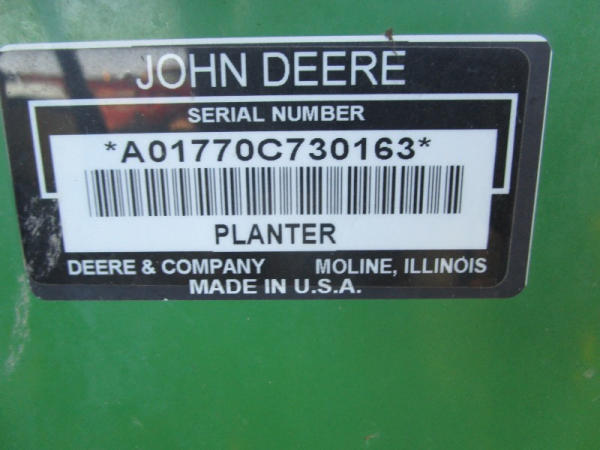 JOHN DEERE
SERIAL NUMBER
*A01770C730163*
PLANTER
DEERE & COMPANY MOLINE, ILLINOIS
MADE IN U.S.A.